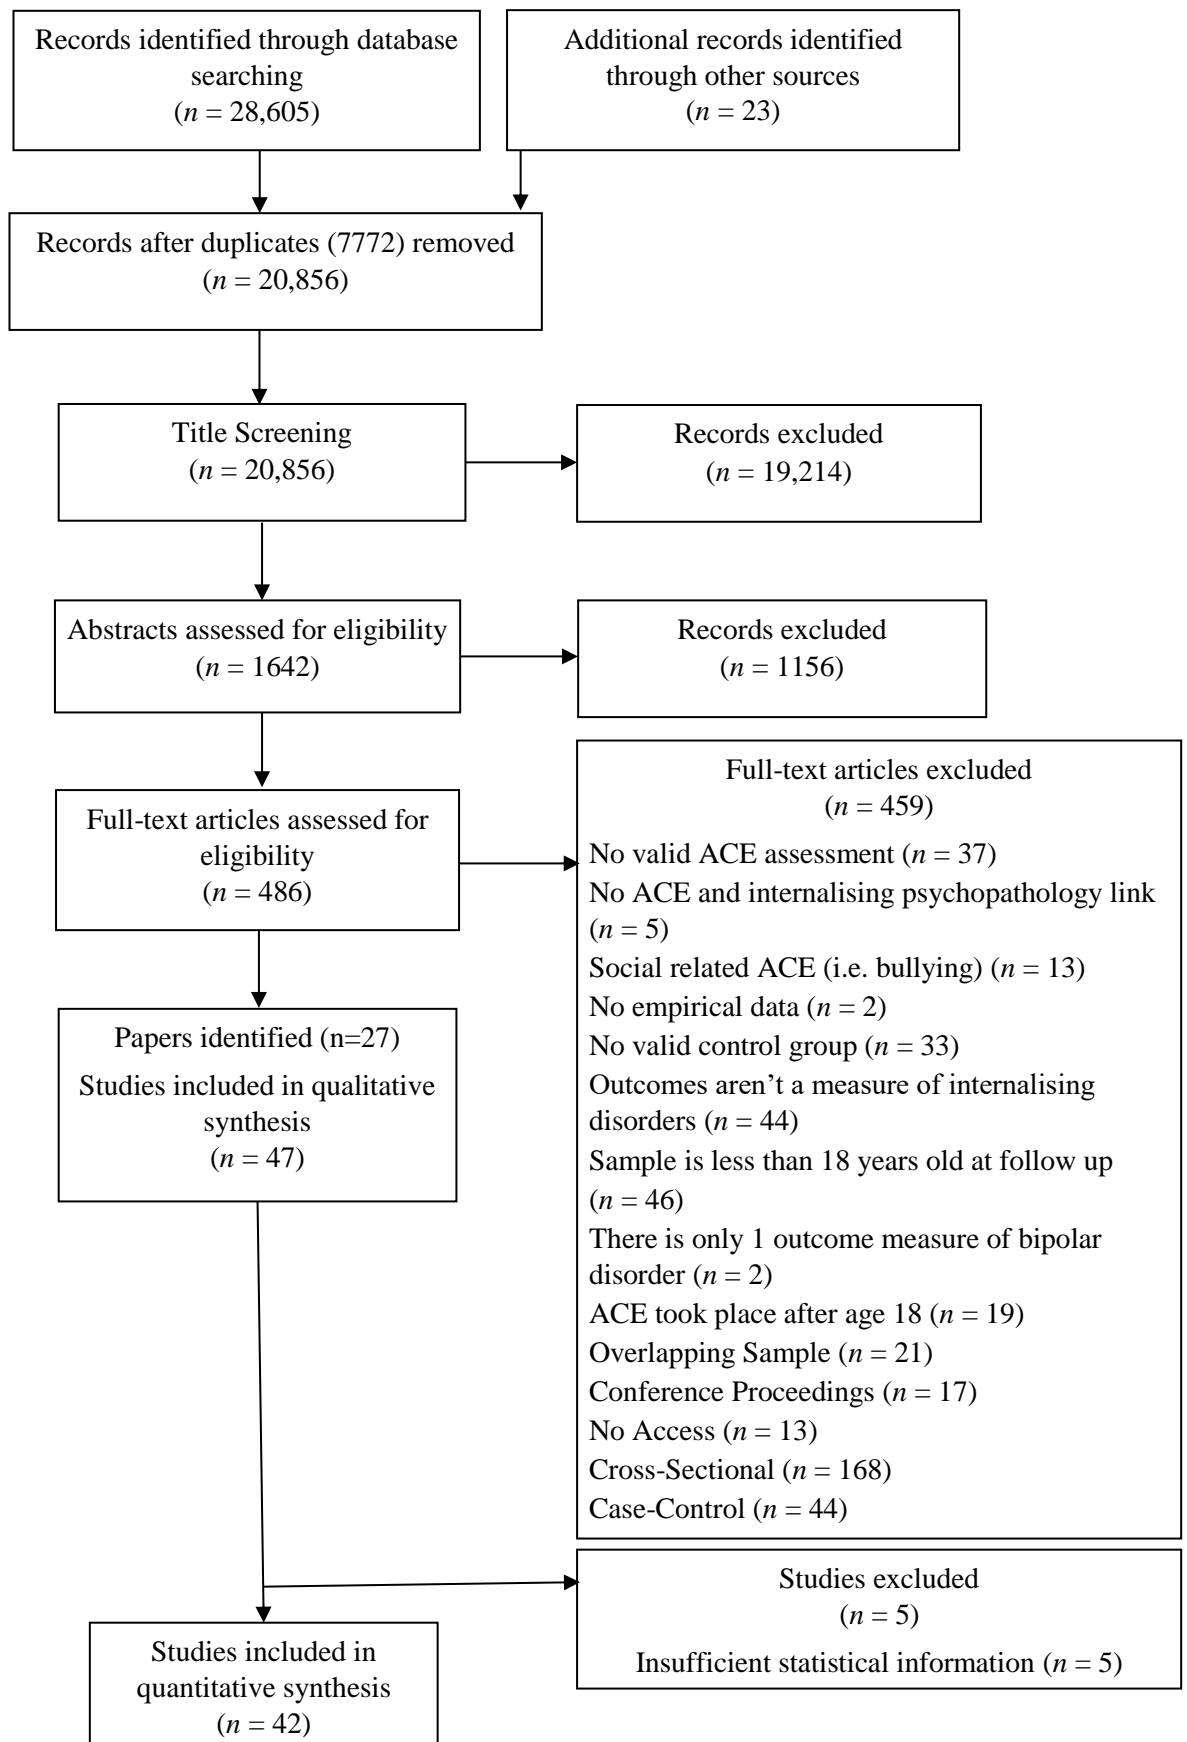 Records identified through database
searching
(n = 28,605)
Additional records identified
through other sources
(n = 23)
Records after duplicates (7772) removed
(n = 20,856)
Title Screening
(n = 20,856)
Records excluded
(n = 19,214)
Abstracts assessed for eligibility
(n = 1642)
Records excluded
(n = 1156)
Full-text articles assessed for
eligibility
(n = 486)
Full-text articles excluded
(n = 459)
No valid ACE assessment (n = 37)
No ACE and internalising psychopathology link
(n = 5)
Social related ACE (i.e. bullying) (n = 13)
No empirical data (n = 2)
No valid control group (n = 33)
Outcomes aren’t a measure of internalising
disorders (n = 44)
Sample is less than 18 years old at follow up
(n = 46)
There is only 1 outcome measure of bipolar
disorder (n = 2)
ACE took place after age 18 (n = 19)
Overlapping Sample (n = 21)
Conference Proceedings (n = 17)
No Access (n = 13)
Cross-Sectional (n = 168)
Case-Control (n = 44)
Papers identified (n=27)
Studies included in qualitative
synthesis
(n = 47)
Studies excluded
(n = 5)
Insufficient statistical information (n = 5)
Studies included in
quantitative synthesis
(n = 42)